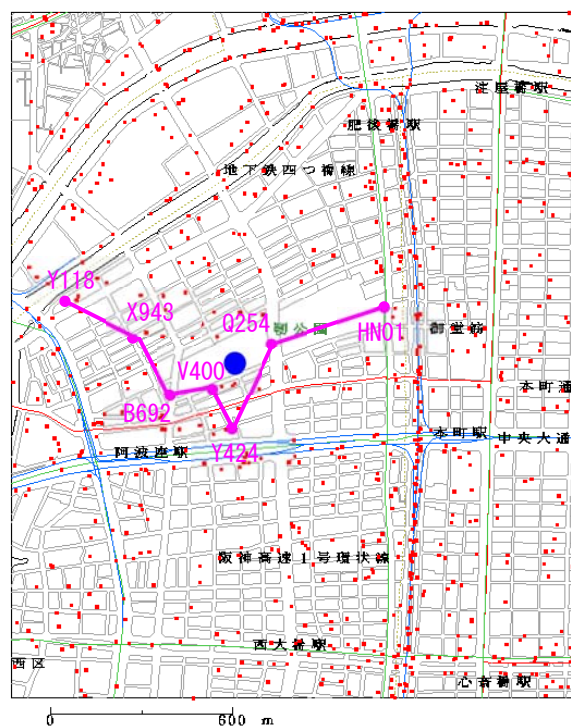 淀屋橋駅
肥後橋駅
地下鉄四つ橋線
Y118
X943
Q254
靭公園
HN01
御堂筋
V400
B692
本町通
Y424
本町駅
中央大通
阿波座駅
阪神高速1号環状線
西大橋駅
西区
心斎橋駅
0 600 m